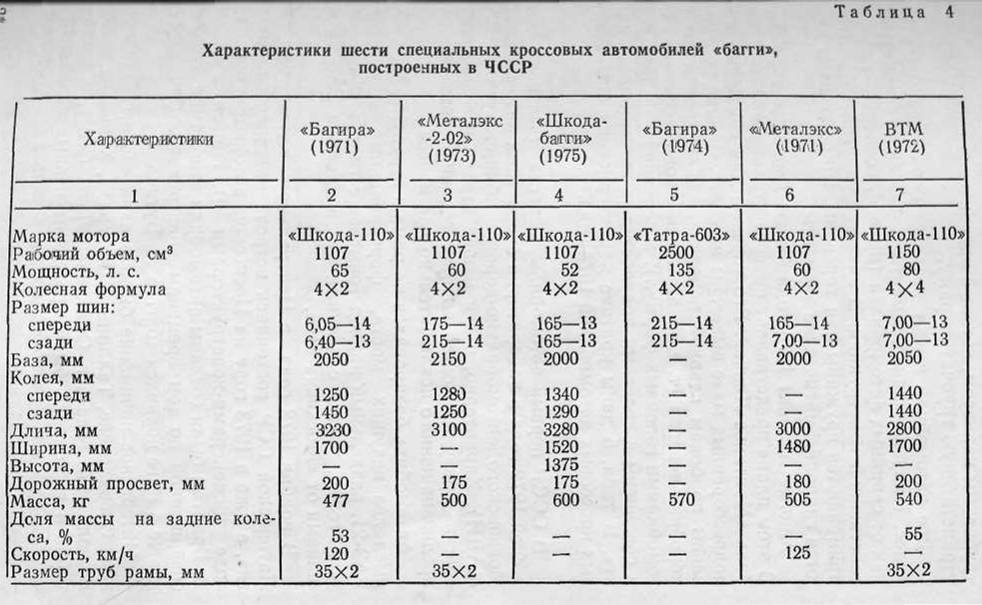 Таблица 4
Характеристики шести специальных кроссовых автомобилей «багги»,
построенных в ЧССР
Характеристики «Багира» (1971) «Металэкс -2-02» (1973) «Шкода-багги» (1975) «Багира» (1974) «Металэкс» (1971) ВТМ (1972)
1 2 3 4 5 6 7
Марка мотора «Шкода-110» «Шкода-110» «Шкода-110» «Татра-603» «Шкода-110» «Шкода-110»
Рабочий объем, см³ 1107 1107 1107 2500 1107 1150
Мощность, л. с. 65 60 52 135 60 80
Колесная формула 4×2 4×2 4×2 4×2 4×2 4×4
Размер шин:
спереди 6,05—14 175—14 165—13 215—14 165—14 7,00—13
сзади 6,40—13 215—14 165—13 215—14 7,00—13 7,00—13
База, мм 2050 2150 2000 — 2000 2050
Колея, мм
спереди 1250 1280 1340 — — 1440
сзади 1450 1250 1290 — — 1440
Длича, мм 3230 3100 3280 — 3000 2800
Ширина, мм 1700 — 1520 — 1480 1700
Высота, мм — — 1375 — — —
Дорожный просвет, мм 200 175 175 — 180 200
Масса, кг 477 500 600 570 505 540
Доля массы на задние коле-
са, % 53 — — — — 55
Скорость, км/ч 120 — — — 125 —
Размер труб рамы, мм 35×2 35×2 35×2